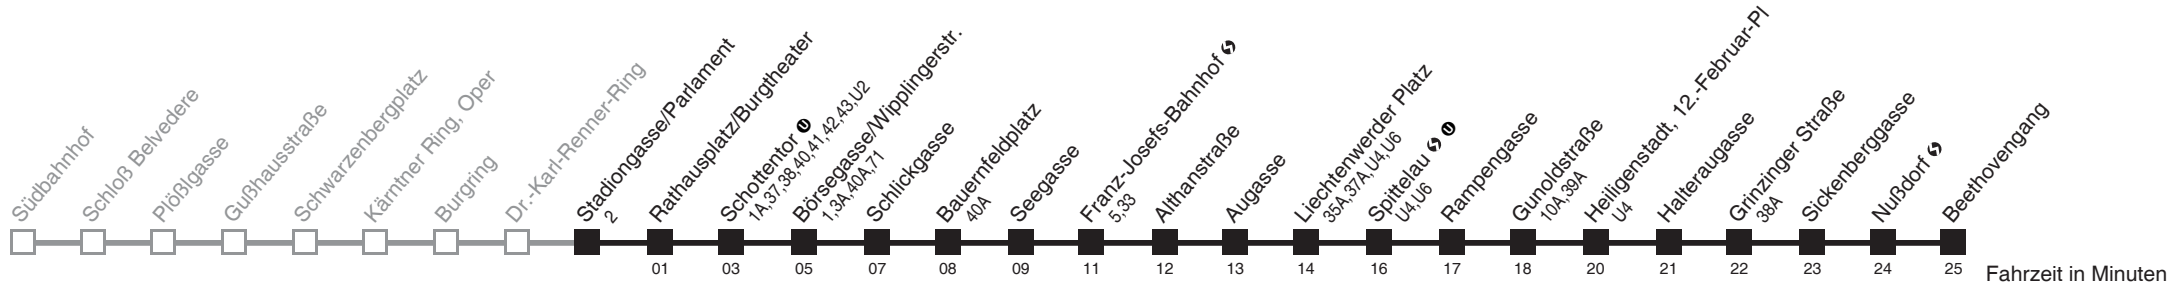 Südbahnhof
Schloß Belvedere
Plößlgasse
Gußhausstraße
Schwarzenbergplatz
Kärntner Ring, Oper
Burgring
Dr.-Karl-Renner-Ring
Stadiongasse/Parlament
2
Rathausplatz/Burgtheater
Schottentor U
1A,37,38,40,41,42,43,U2
Börsegasse/Wipplingerstr.
1,3A,40A,71
Schlickgasse
Bauernfeldplatz
40A
Seegasse
Franz-Josefs-Bahnhof S
5,33
Althanstraße
Augasse
Liechtenwerder Platz
35A,37A,U4,U6
Spittelau S U
U4,U6
Rampengasse
Gunoldstraße
10A,39A
Heiligenstadt, 12.-Februar-Pl
U4
Halteraugasse
Grinzinger Straße
38A
Sickenberggasse
Nußdorf S
Beethovengang
01 03 05 07 08 09 11 12 13 14 16 17 18 20 21 22 23 24 25 Fahrzeit in Minuten